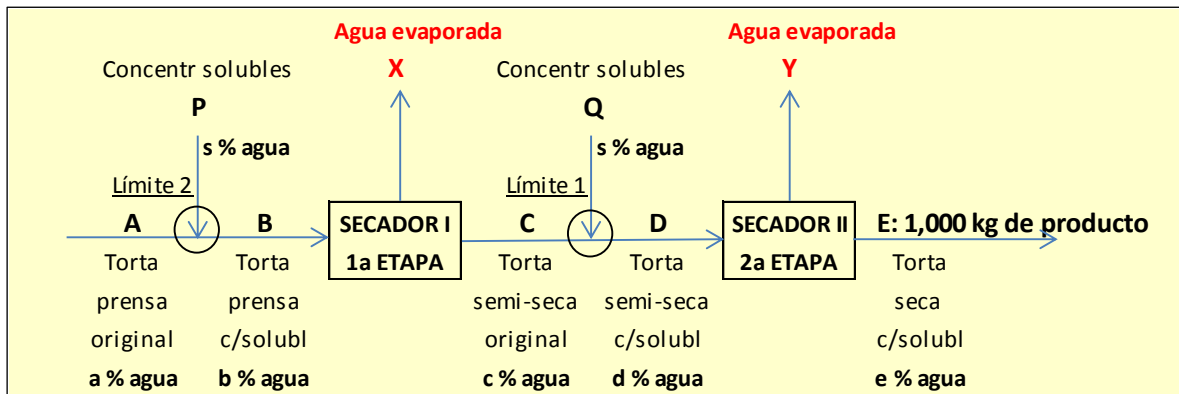 Agua evaporada Agua evaporada
Concentr solubles X Concentr solubles Y
P Q
s % agua s % agua
Límite 2 Límite 1
A B SECADOR I C D SECADOR II E: 1,000 kg de producto
Torta Torta 1a ETAPA Torta Torta 2a ETAPA Torta
prensa prensa semi-seca semi-seca seca
original c/solubl original c/solubl c/solubl
a % agua b % agua c % agua d % agua e % agua